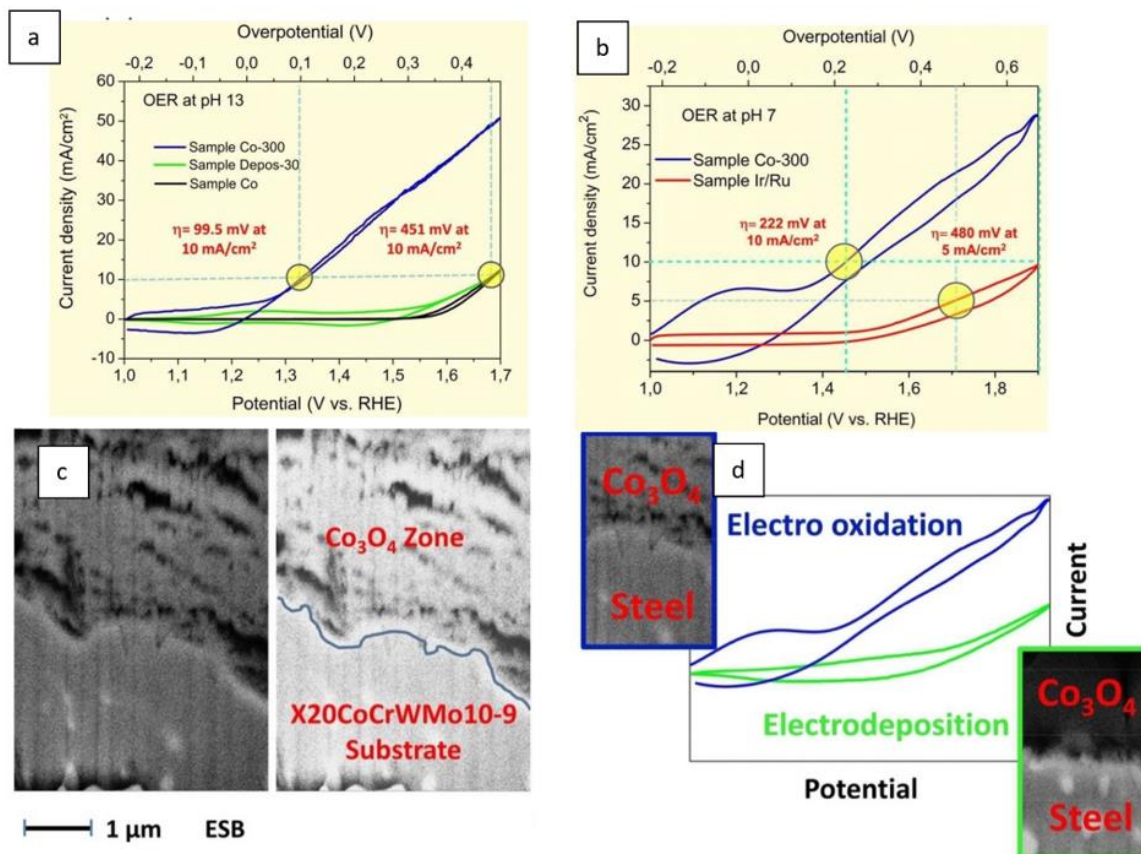 a
Overpotential (V)
-0,2 -0,1 0,0 0,1 0,2 0,3 0,4
60
50
40
30
20
10
0
-10
Current density (mA/cm²)
OER at pH 13
Sample Co-300
Sample Depos-30
Sample Co
η= 99.5 mV at
10 mA/cm²
η= 451 mV at
10 mA/cm²
1,0 1,1 1,2 1,3 1,4 1,5 1,6 1,7
Potential (V vs. RHE)
b
Overpotential (V)
-0,2 0,0 0,2 0,4 0,6
30
25
20
15
10
5
0
Current density (mA/cm²)
OER at pH 7
Sample Co-300
Sample Ir/Ru
η= 222 mV at
10 mA/cm²
η= 480 mV at
5 mA/cm²
1,0 1,2 1,4 1,6 1,8
Potential (V vs. RHE)
c
Co₃O₄ Zone
X20CoCrWMo10-9
Substrate
1 µm ESB
d
Co₃O₄
Steel
Electro oxidation
Electrodeposition
Current
Potential
Co₃O₄
Steel